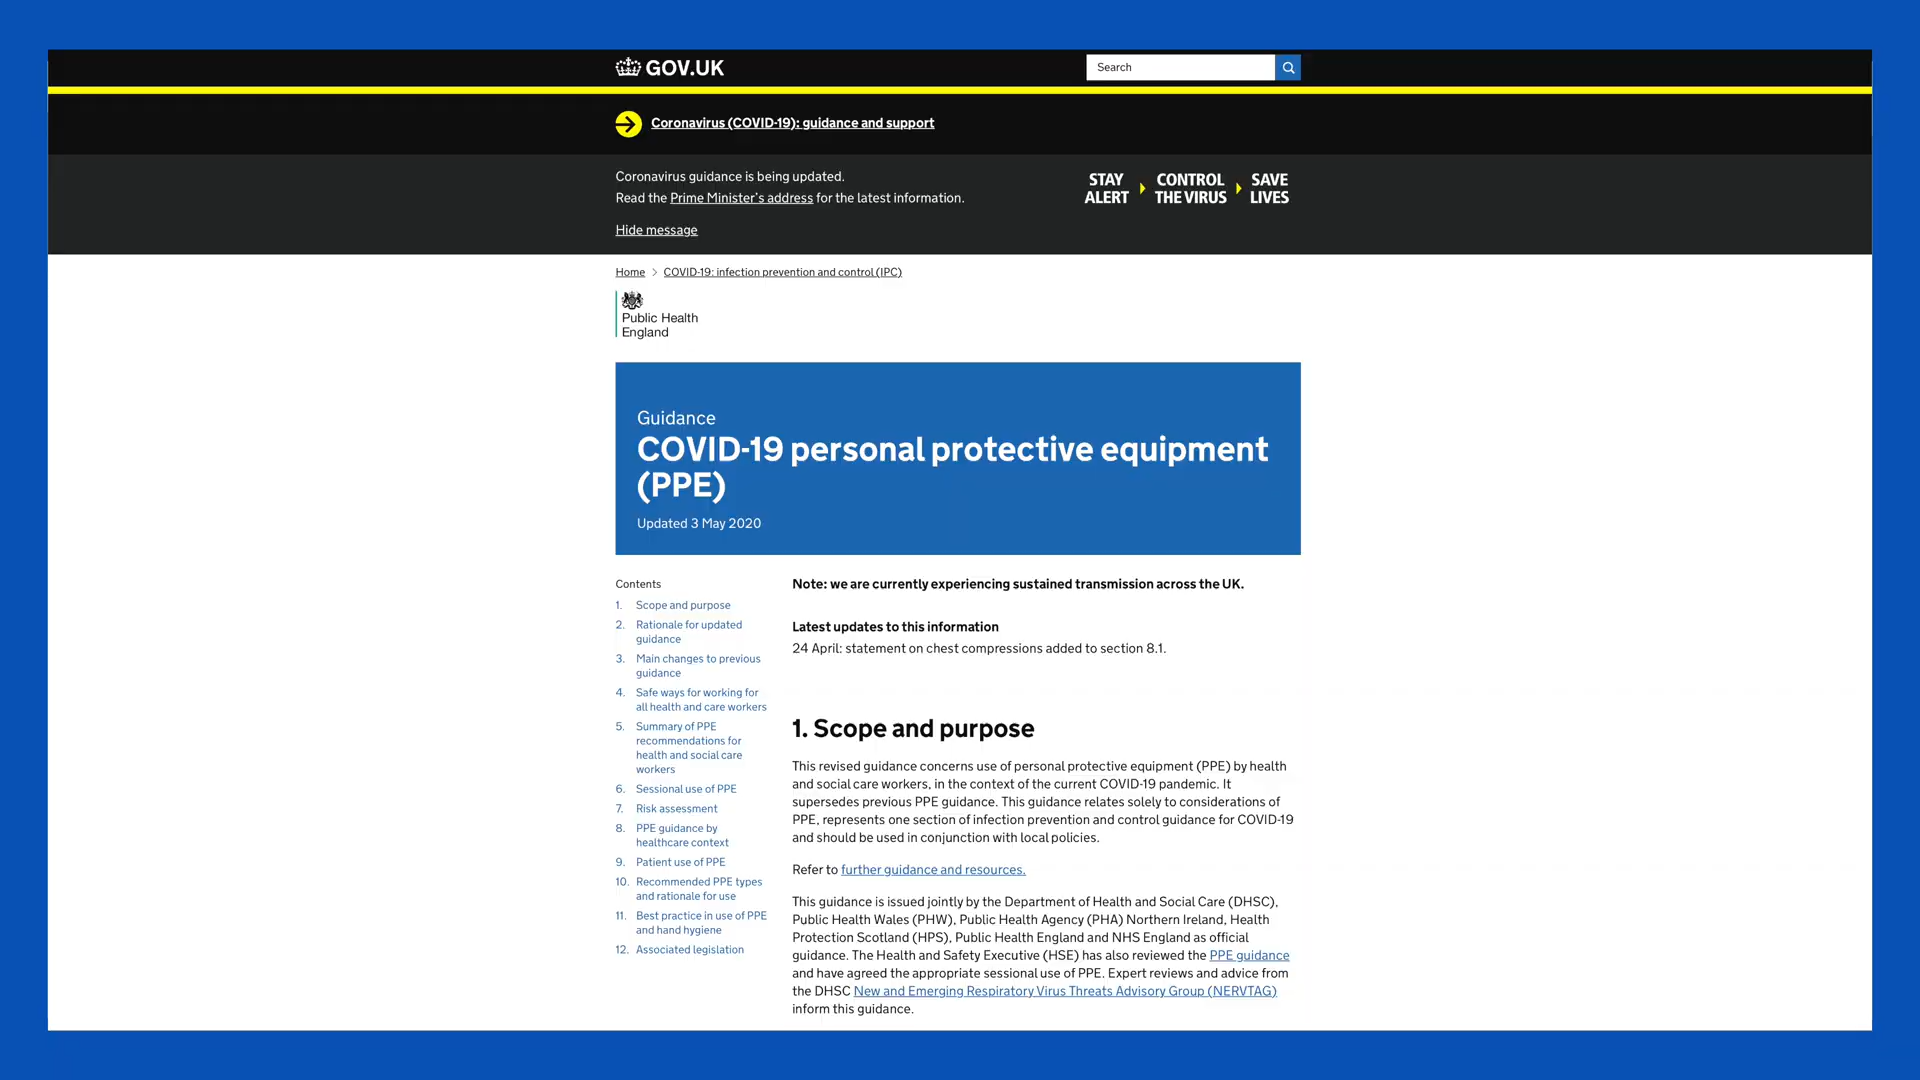 GOV.UK
Search
Coronavirus (COVID-19): guidance and support
Coronavirus guidance is being updated.
Read the Prime Minister's address for the latest information.
Hide message
STAY ALERT CONTROL THE VIRUS SAVE LIVES
Home > COVID-19: infection prevention and control (IPC)
Public Health
England
Guidance
COVID-19 personal protective equipment
(PPE)
Updated 3 May 2020
Contents
1. Scope and purpose
2. Rationale for updated
guidance
3. Main changes to previous
guidance
4. Safe ways for working for
all health and care workers
5. Summary of PPE
recommendations for
health and social care
workers
6. Sessional use of PPE
7. Risk assessment
8. PPE guidance by
healthcare context
9. Patient use of PPE
10. Recommended PPE types
and rationale for use
11. Best practice in use of PPE
and hand hygiene
12. Associated legislation
Note: we are currently experiencing sustained transmission across the UK.
Latest updates to this information
24 April: statement on chest compressions added to section 8.1.
1. Scope and purpose
This revised guidance concerns use of personal protective equipment (PPE) by health
and social care workers, in the context of the current COVID-19 pandemic. It
supersedes previous PPE guidance. This guidance relates solely to considerations of
PPE, represents one section of infection prevention and control guidance for COVID-19
and should be used in conjunction with local policies.
Refer to further guidance and resources.
This guidance is issued jointly by the Department of Health and Social Care (DHSC),
Public Health Wales (PHW), Public Health Agency (PHA) Northern Ireland, Health
Protection Scotland (HPS), Public Health England and NHS England as official
guidance. The Health and Safety Executive (HSE) has also reviewed the PPE guidance
and have agreed the appropriate sessional use of PPE. Expert reviews and advice from
the DHSC New and Emerging Respiratory Virus Threats Advisory Group (NERVTAG)
inform this guidance.